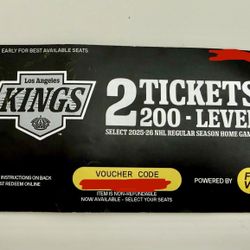 EARLY FOR BEST AVAILABLE SEATS
Los Angeles
KINGS
2 TICKETS
200 - LEVEL
SELECT 2025-26 NHL REGULAR SEASON HOME GAM
INSTRUCTIONS ON BACK
ST REDEEM ONLINE
VOUCHER CODE
ITEM IS NON-REFUNDABLE
NOW AVAILABLE - SELECT YOUR SEATS
POWERED BY